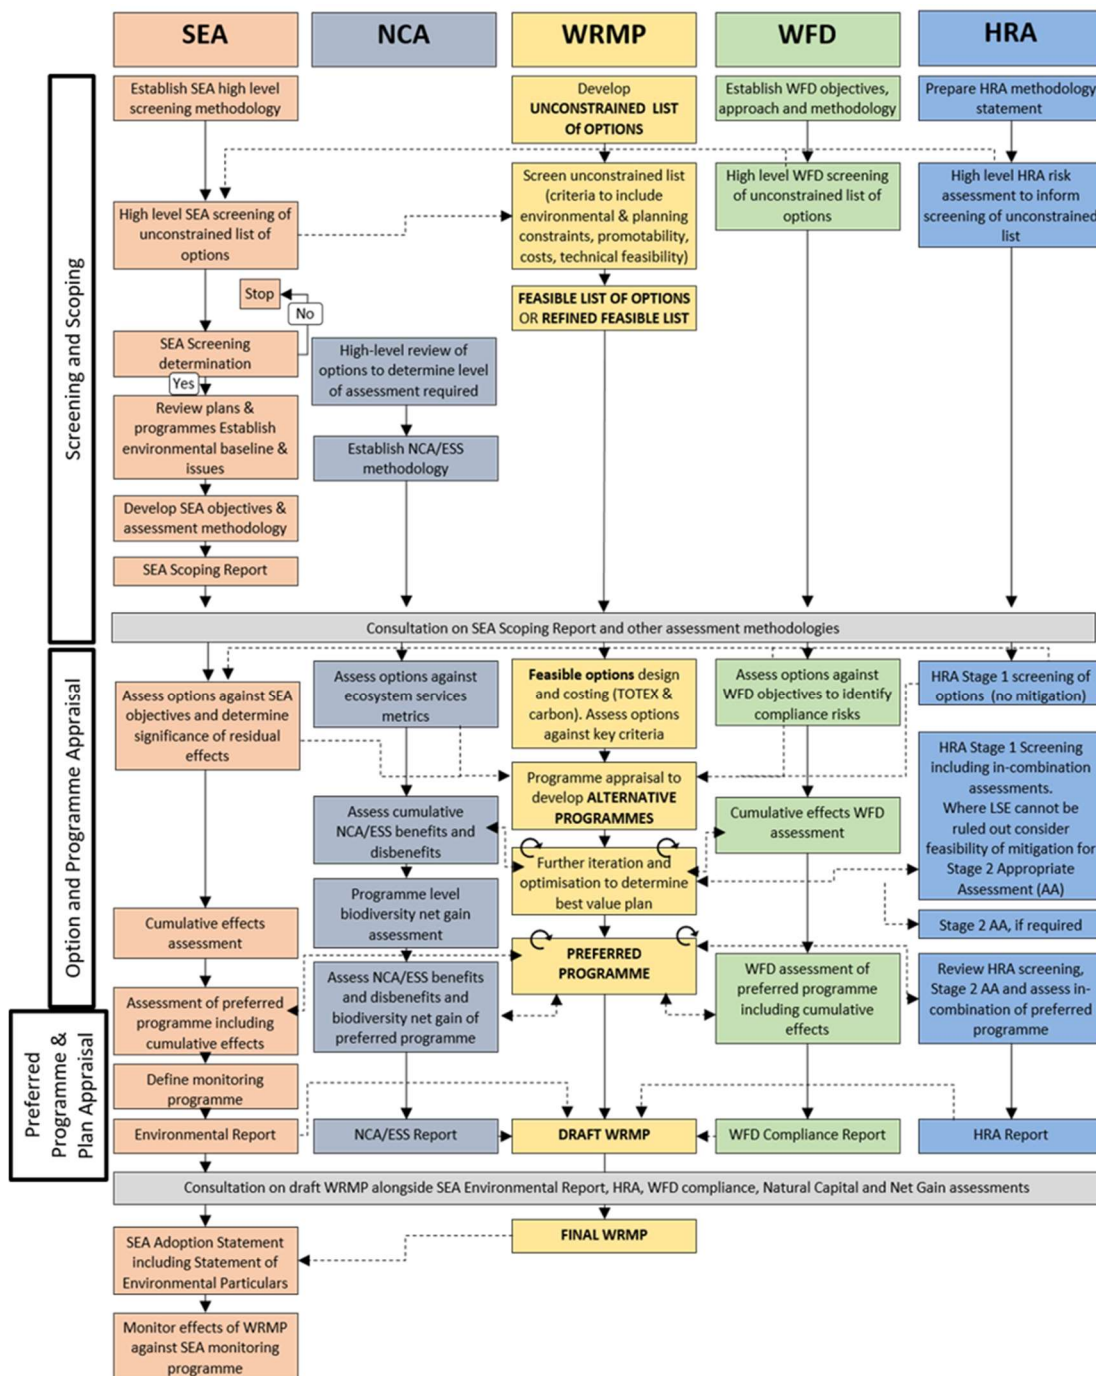 SEA
NCA
WRMP
WFD
HRA
Screening and Scoping
Establish SEA high level
screening methodology
Develop
UNCONSTRAINED LIST
OF OPTIONS
Establish WFD objectives,
approach and methodology
Prepare HRA methodology
statement
High level SEA screening of
unconstrained list of
options
Screen unconstrained list
(criteria to include
environmental & planning
constraints, promotability,
costs, technical feasibility)
High level WFD screening
of unconstrained list of
options
High level HRA risk
assessment to inform
screening of unconstrained
list
Stop
No
FEASIBLE LIST OF OPTIONS
OR REFINED FEASIBLE LIST
SEA Screening
determination
Yes
High-level review of
options to determine level
of assessment required
Review plans &
programmes Establish
environmental baseline &
issues
Establish NCA/ESS
methodology
Develop SEA objectives &
assessment methodology
SEA Scoping Report
Consultation on SEA Scoping Report and other assessment methodologies
Option and Programme Appraisal
Assess options against SEA
objectives and determine
significance of residual
effects
Assess options against
ecosystem services
metrics
Feasible options design
and costing (TOTEX &
carbon). Assess options
against key criteria
Assess options against
WFD objectives to identify
compliance risks
HRA Stage 1 screening of
options (no mitigation)
Programme appraisal to
develop ALTERNATIVE
PROGRAMMES
HRA Stage 1 Screening
including in-combination
assessments.
Where LSE cannot be
ruled out consider
feasibility of mitigation for
Stage 2 Appropriate
Assessment (AA)
Assess cumulative
NCA/ESS benefits and
disbenefits
Cumulative effects WFD
assessment
Further iteration and
optimisation to determine
best value plan
Programme level
biodiversity net gain
assessment
Cumulative effects
assessment
Stage 2 AA, if required
PREFERRED
PROGRAMME
Assess NCA/ESS benefits
and disbenefits and
biodiversity net gain of
preferred programme
WFD assessment of
preferred programme
including cumulative
effects
Review HRA screening,
Stage 2 AA and assess in-
combination of preferred
programme
Assessment of preferred
programme including
cumulative effects
Preferred
Programme &
Plan Appraisal
Define monitoring
programme
Environmental Report
NCA/ESS Report
DRAFT WRMP
WFD Compliance Report
HRA Report
Consultation on draft WRMP alongside SEA Environmental Report, HRA, WFD compliance, Natural Capital and Net Gain assessments
SEA Adoption Statement
including Statement of
Environmental Particulars
FINAL WRMP
Monitor effects of WRMP
against SEA monitoring
programme